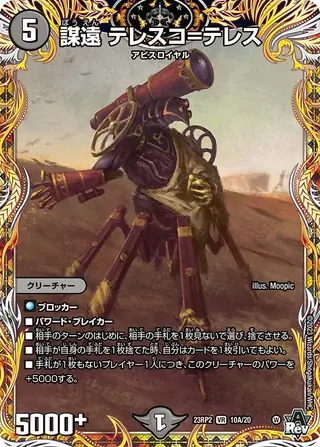 5
ぼうえん
謀遠 テレスコ=テレス
アビスロイヤル
illus. Moopic
クリーチャー
ブロッカー
■パワード・ブレイカー
■相手のターンのはじめに、相手の手札を1枚見ないで選び、捨てさせる。
■相手が自身の手札を1枚捨てた時、自分はカードを1枚引いてもよい。
■手札が1枚もないプレイヤー1人につき、このクリーチャーのパワーを
+5000する。
5000+
1
23RP2 VR 10A/20
W
Rev